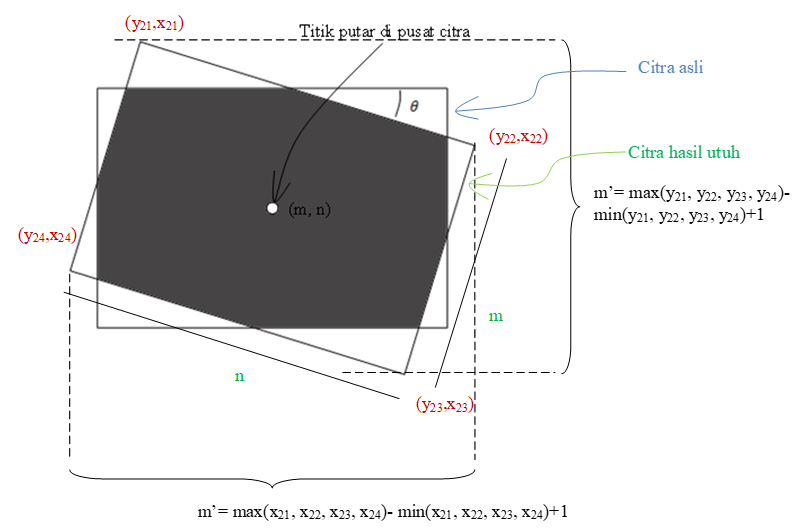 (y21,x21)
Titik putar di pusat citra
Citra asli
θ
(y22,x22)
Citra hasil utuh
m’= max(y21, y22, y23, y24)-
min(y21, y22, y23, y24)+1
(m, n)
(y24,x24)
m
n
(y23,x23)
m’= max(x21, x22, x23, x24)- min(x21, x22, x23, x24)+1